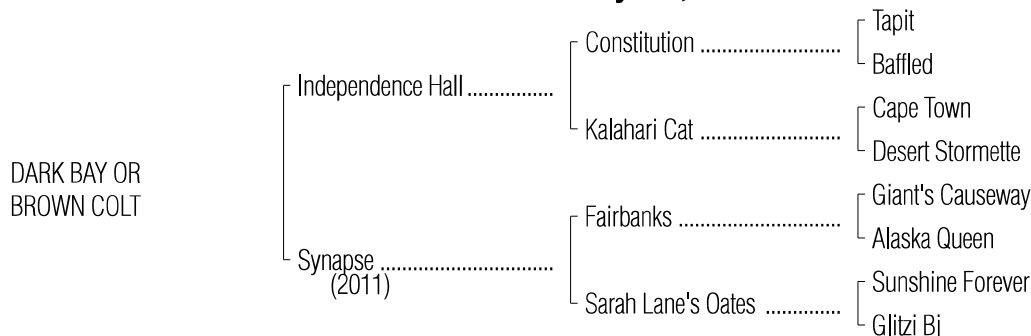 Tapit
Constitution ..........................
Baffled
Independence Hall ................
Cape Town
Kalahari Cat ..........................
Desert Stormette
DARK BAY OR
BROWN COLT
Giant's Causeway
Fairbanks ..............................
Alaska Queen
Synapse ................................
(2011)
Sunshine Forever
Sarah Lane's Oates ..............
Glitzi Bj